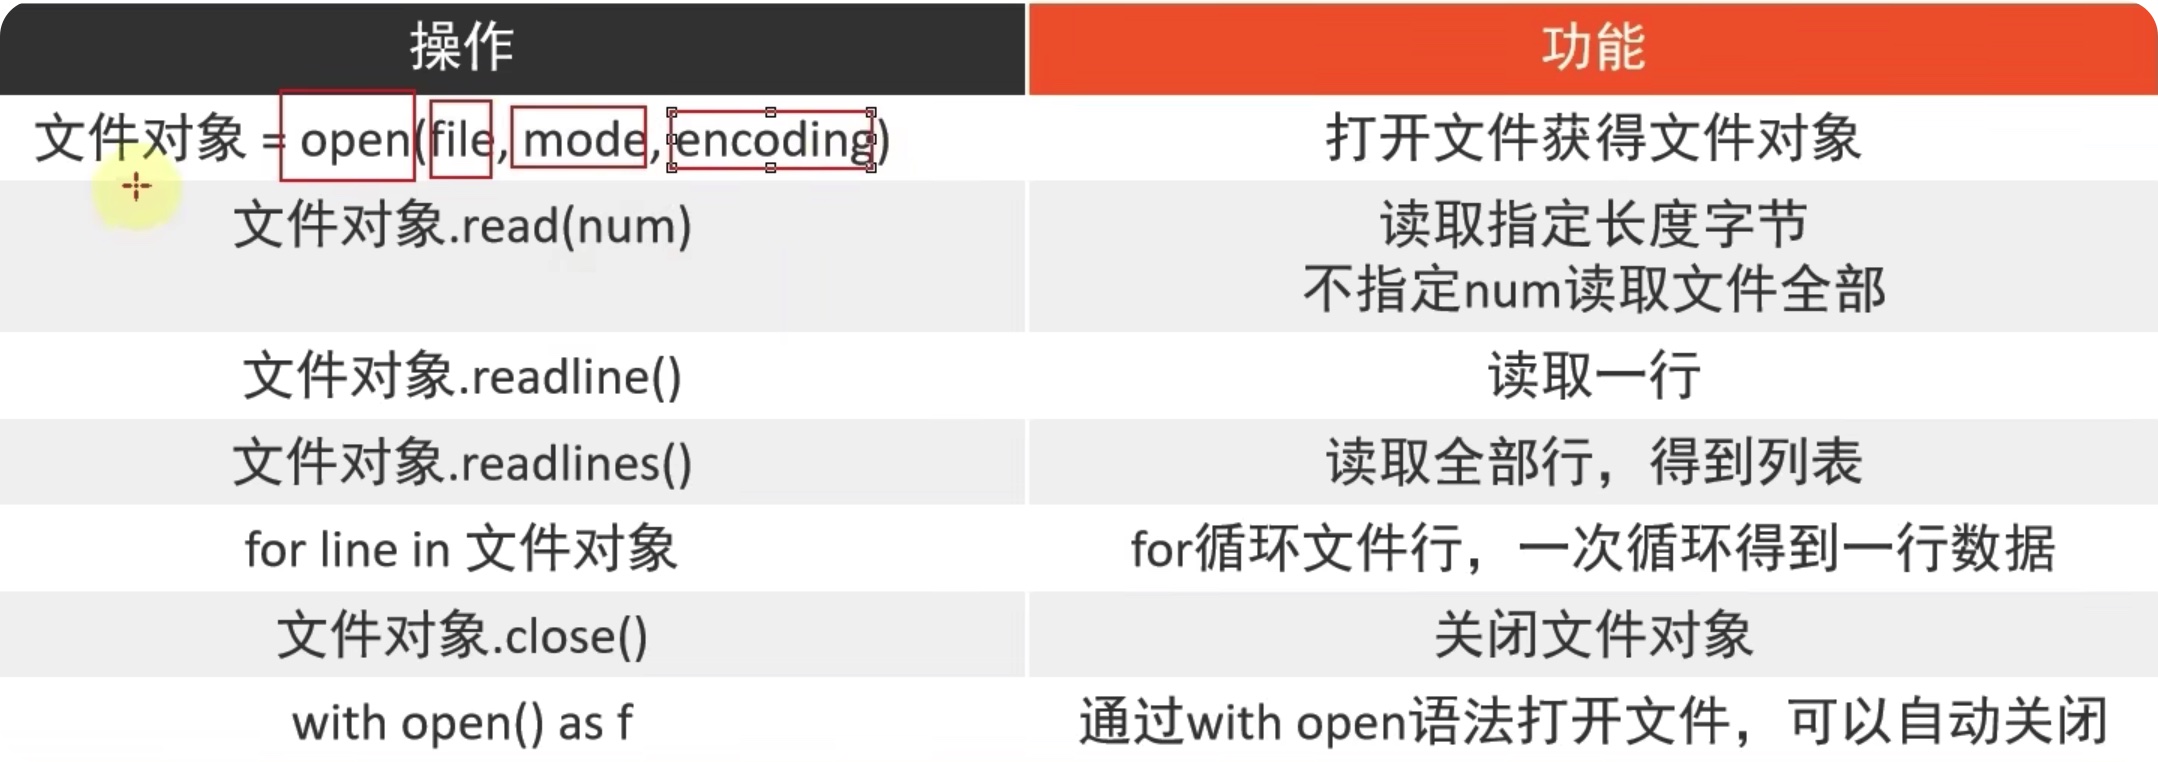 操作
功能
文件对象 = open(file, mode, encoding)
打开文件获得文件对象
文件对象.read(num)
读取指定长度字节
不指定num读取文件全部
文件对象.readline()
读取一行
文件对象.readlines()
读取全部行，得到列表
for line in 文件对象
for循环文件行，一次循环得到一行数据
文件对象.close()
关闭文件对象
with open() as f
通过with open语法打开文件，可以自动关闭